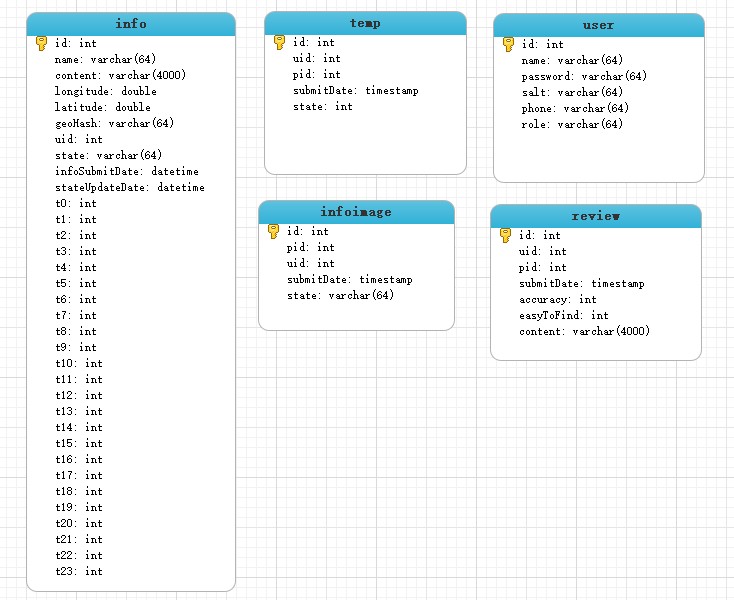 info
id: int
name: varchar(64)
content: varchar(4000)
longitude: double
latitude: double
geoHash: varchar(64)
uid: int
state: varchar(64)
infoSubmitDate: datetime
stateUpdateDate: datetime
t0: int
t1: int
t2: int
t3: int
t4: int
t5: int
t6: int
t7: int
t8: int
t9: int
t10: int
t11: int
t12: int
t13: int
t14: int
t15: int
t16: int
t17: int
t18: int
t19: int
t20: int
t21: int
t22: int
t23: int
temp
id: int
uid: int
pid: int
submitDate: timestamp
state: int
user
id: int
name: varchar(64)
password: varchar(64)
salt: varchar(64)
phone: varchar(64)
role: varchar(64)
infoimage
id: int
pid: int
uid: int
submitDate: timestamp
state: varchar(64)
review
id: int
uid: int
pid: int
submitDate: timestamp
accuracy: int
easyToFind: int
content: varchar(4000)